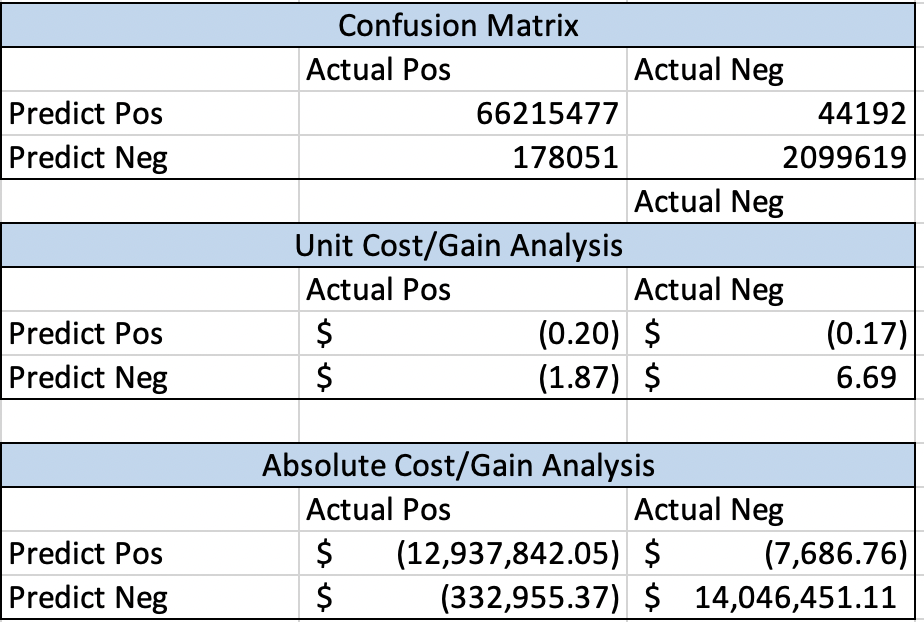 Confusion Matrix
Actual Pos Actual Neg
Predict Pos 66215477 44192
Predict Neg 178051 2099619
Actual Neg
Unit Cost/Gain Analysis
Actual Pos Actual Neg
Predict Pos $ (0.20) $ (0.17)
Predict Neg $ (1.87) $ 6.69
Absolute Cost/Gain Analysis
Actual Pos Actual Neg
Predict Pos $ (12,937,842.05) $ (7,686.76)
Predict Neg $ (332,955.37) $ 14,046,451.11